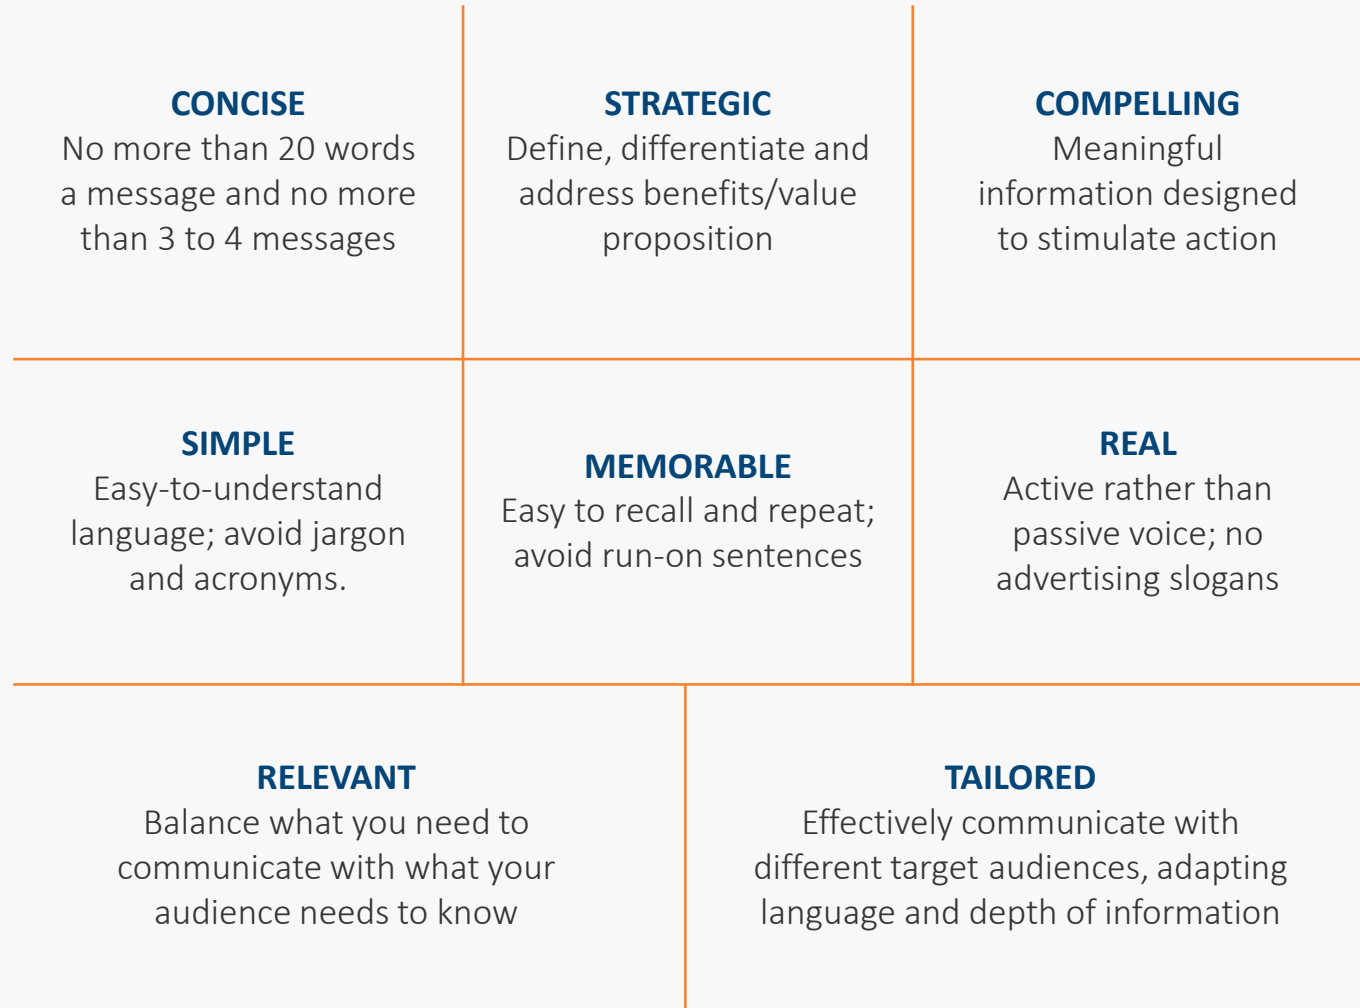 CONCISE
No more than 20 words
a message and no more
than 3 to 4 messages
STRATEGIC
Define, differentiate and
address benefits/value
proposition
COMPELLING
Meaningful
information designed
to stimulate action
SIMPLE
Easy-to-understand
language; avoid jargon
and acronyms.
MEMORABLE
Easy to recall and repeat;
avoid run-on sentences
REAL
Active rather than
passive voice; no
advertising slogans
RELEVANT
Balance what you need to
communicate with what your
audience needs to know
TAILORED
Effectively communicate with
different target audiences, adapting
language and depth of information